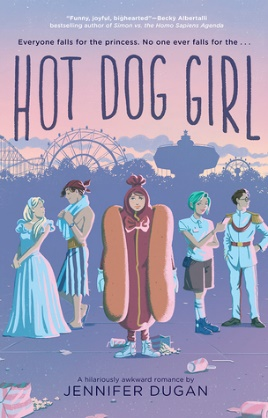 "Funny, joyful, bighearted"—Becky Albertalli
bestselling author of Simon vs. the Homo Sapiens Agenda
Everyone falls for the princess. No one ever falls for the . . .
HOT DOG GIRL
A hilariously awkward romance by
JENNIFER DUGAN